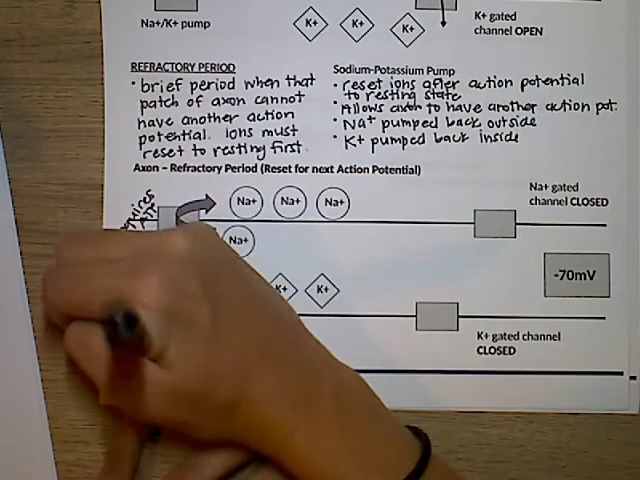 Na+/K+ pump
K+ K+ K+
K+ gated
channel OPEN
REFRACTORY PERIOD
• brief period when that
patch of axon cannot
have another action
potential. ions must
reset to resting first.
Sodium-Potassium Pump
• reset ions after action potential
to resting state
• Allows axon to have another action pot.
• Na+ pumped back outside
• K+ pumped back inside
Axon – Refractory Period (Reset for next Action Potential)
Na+ gated
channel CLOSED
Na+ Na+ Na+
Na+
-70mV
K+ K+
K+ gated channel
CLOSED